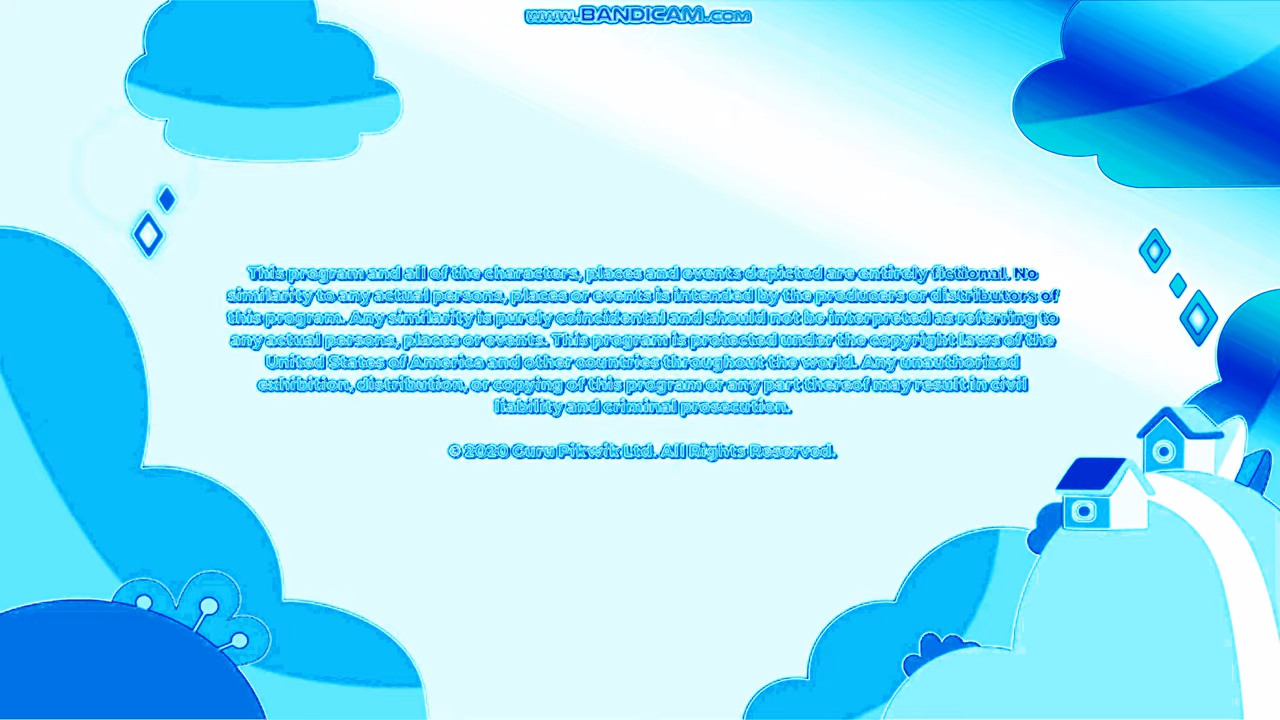 www.BANDICAM.com
This program and all of the characters, places and events depicted are entirely fictional. No
similarity to any actual persons, places or events is intended by the producers or distributors of
this program. Any similarity is purely coincidental and should not be interpreted as referring to
any actual persons, places or events. This program is protected under the copyright laws of the
United States of America and other countries throughout the world. Any unauthorized
exhibition, distribution, or copying of this program or any part thereof may result in civil
liability and criminal prosecution.
© 2020 Guru Pikwik Ltd. All Rights Reserved.